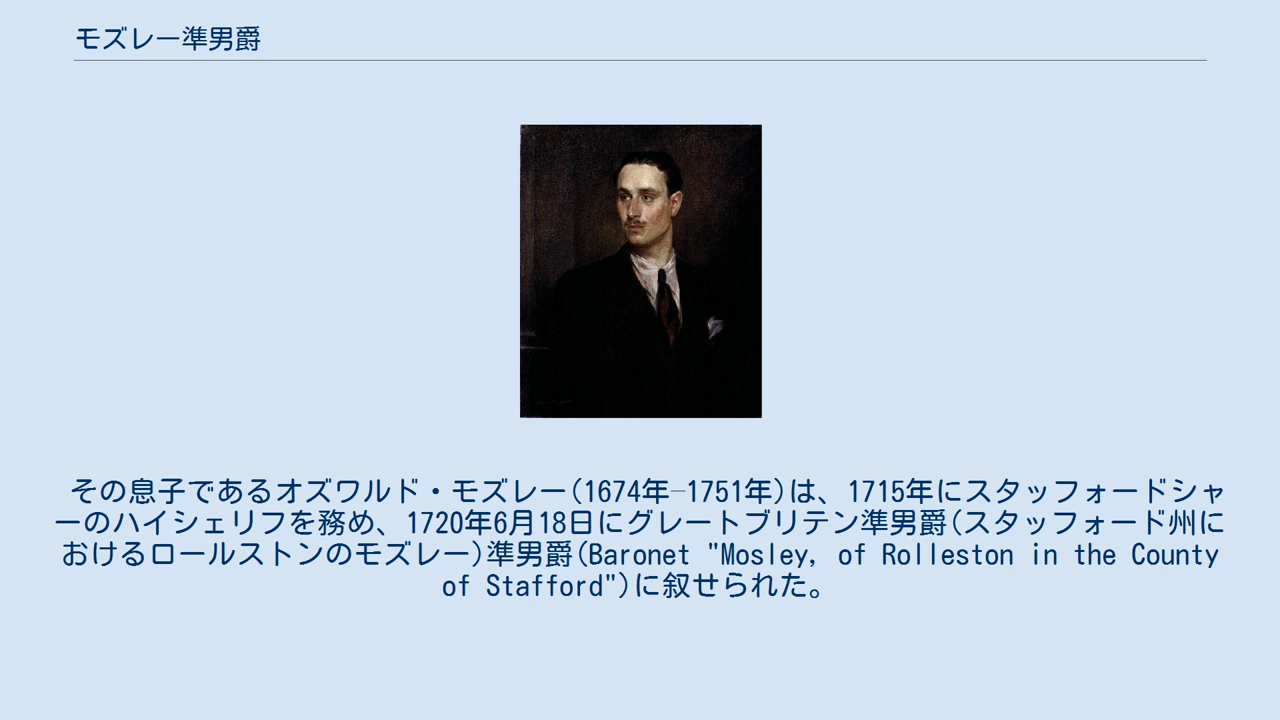 モズレー準男爵
その息子であるオズワルド・モズレー(1674年–1751年)は、1715年にスタッフォードシャ
ーのハイシェリフを務め、1720年6月18日にグレートブリテン準男爵(スタッフォード州に
おけるロールストンのモズレー)準男爵(Baronet "Mosley, of Rolleston in the County
of Stafford")に叙せられた。